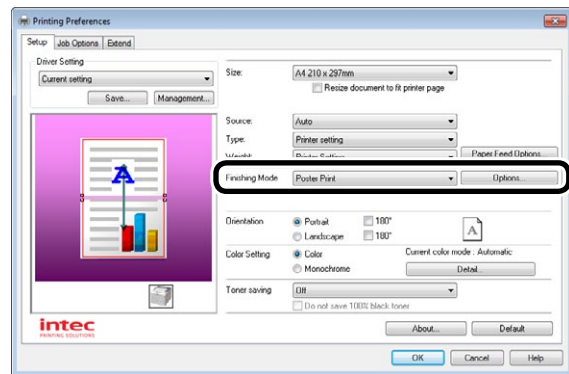 Printing Preferences
Setup Job Options Extend
Driver Setting
Current setting
Save... Management...
Size: A4 210 x 297mm
Resize document to fit printer page
Source: Auto
Type: Printer setting
Weight: Printer Setting Paper Feed Options...
Finishing Mode Poster Print Options...
Orientation Portrait 180°
Landscape 180°
A
A
Color Setting Color Current color mode : Automatic
Monochrome Detail...
Toner saving Off
Do not save 100% black toner
intec
PRINTING SOLUTIONS
About... Default
OK Cancel Help